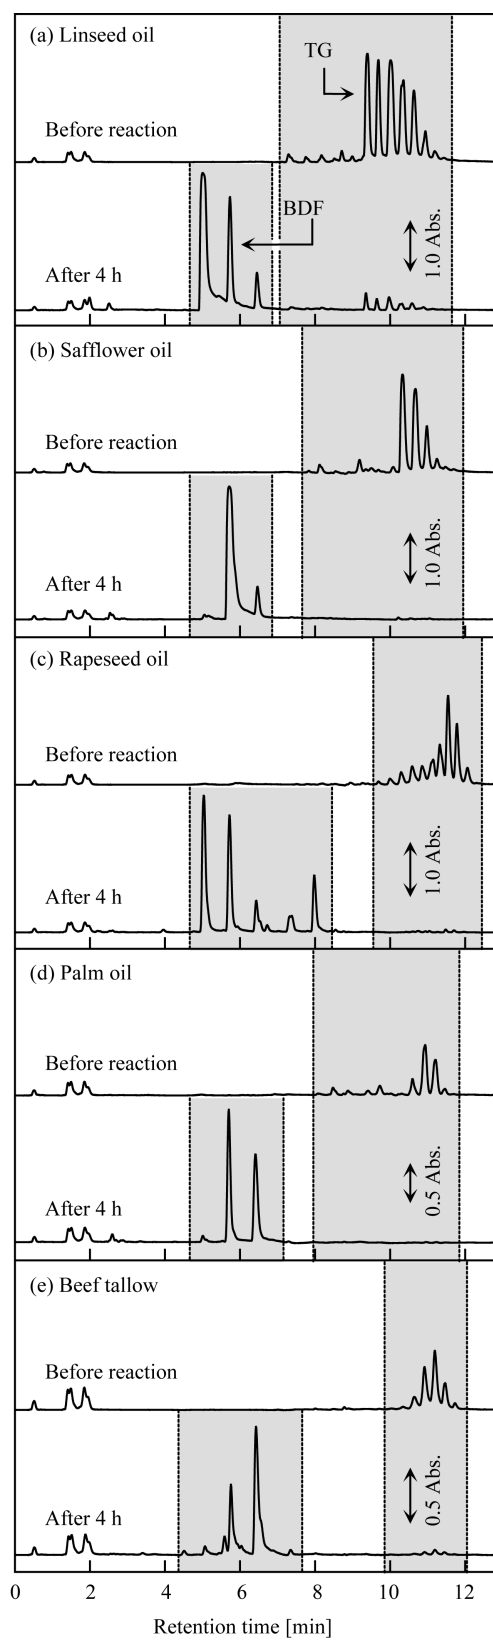 (a) Linseed oil
TG
Before reaction
BDF
After 4 h
1.0 Abs.
(b) Safflower oil
Before reaction
After 4 h
1.0 Abs.
(c) Rapeseed oil
Before reaction
After 4 h
1.0 Abs.
(d) Palm oil
Before reaction
After 4 h
0.5 Abs.
(e) Beef tallow
Before reaction
After 4 h
0.5 Abs.
0 2 4 6 8 10 12
Retention time [min]